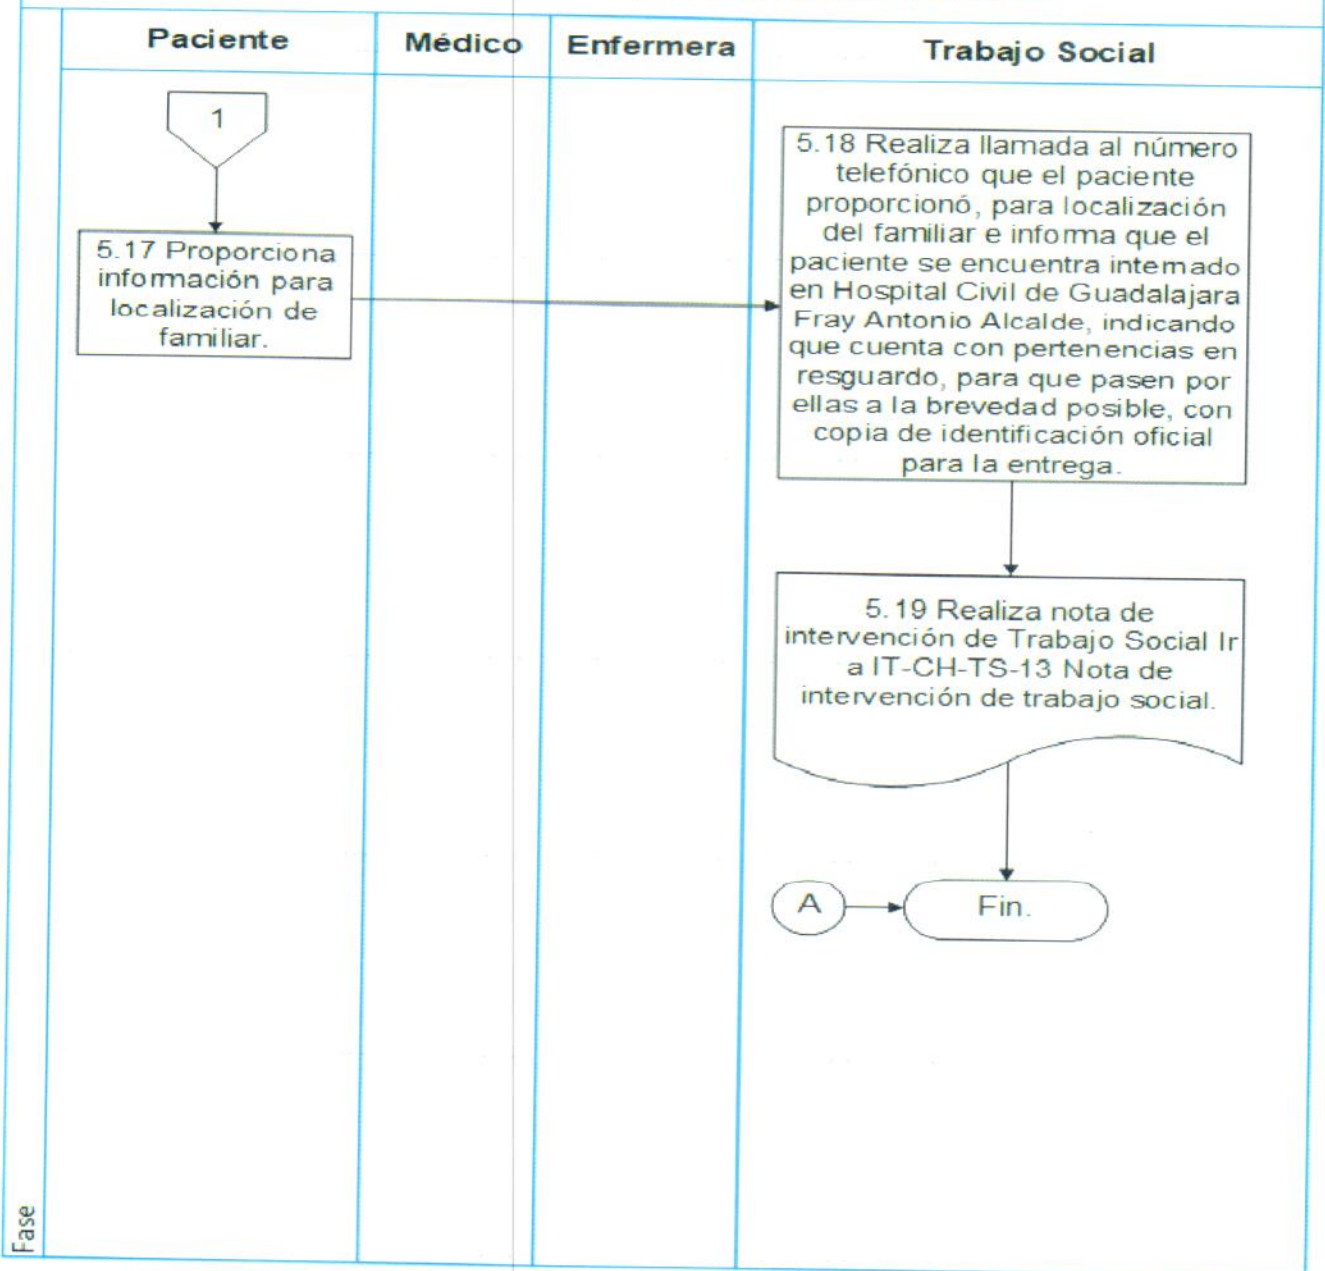 Paciente
Médico
Enfermera
Trabajo Social
1
5.17 Proporciona
información para
localización de
familiar.
5.18 Realiza llamada al número
telefónico que el paciente
proporcionó, para localización
del familiar e informa que el
paciente se encuentra internado
en Hospital Civil de Guadalajara
Fray Antonio Alcalde, indicando
que cuenta con pertenencias en
resguardo, para que pasen por
ellas a la brevedad posible, con
copia de identificación oficial
para la entrega.
5.19 Realiza nota de
intervención de Trabajo Social Ir
a IT-CH-TS-13 Nota de
intervención de trabajo social.
A
Fin.
Fase